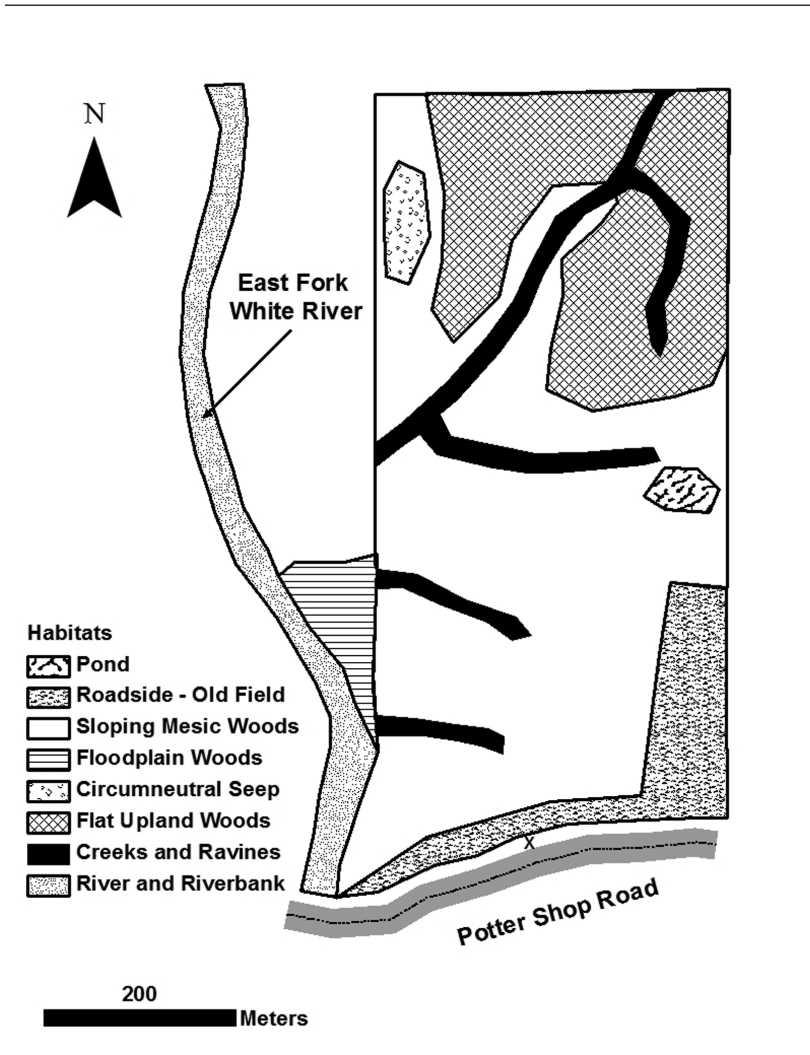 N
East Fork
White River
Habitats
Pond
Roadside - Old Field
Sloping Mesic Woods
Floodplain Woods
Circumneutral Seep
Flat Upland Woods
Creeks and Ravines
River and Riverbank
X
Potter Shop Road
200
Meters